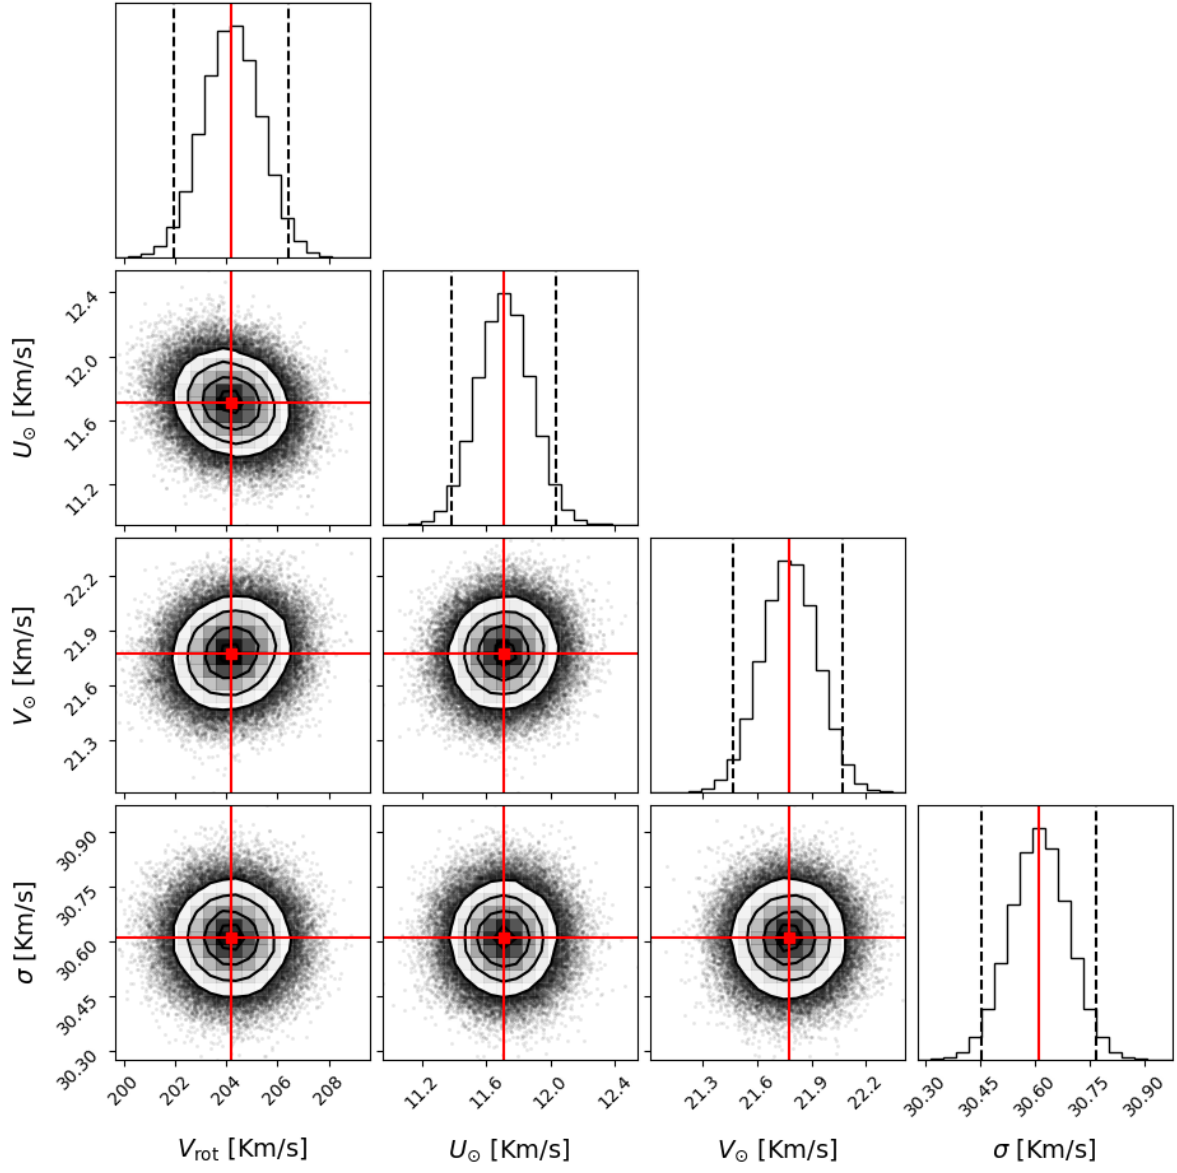 12.4
12.0
11.6
11.2
U⊙ [Km/s]
22.2
21.9
21.6
21.3
V⊙ [Km/s]
30.90
30.75
30.60
30.45
30.30
σ [Km/s]
200 202 204 206 208
11.2 11.6 12.0 12.4
21.3 21.6 21.9 22.2
30.30 30.45 30.60 30.75 30.90
Vrot [Km/s]
U⊙ [Km/s]
V⊙ [Km/s]
σ [Km/s]